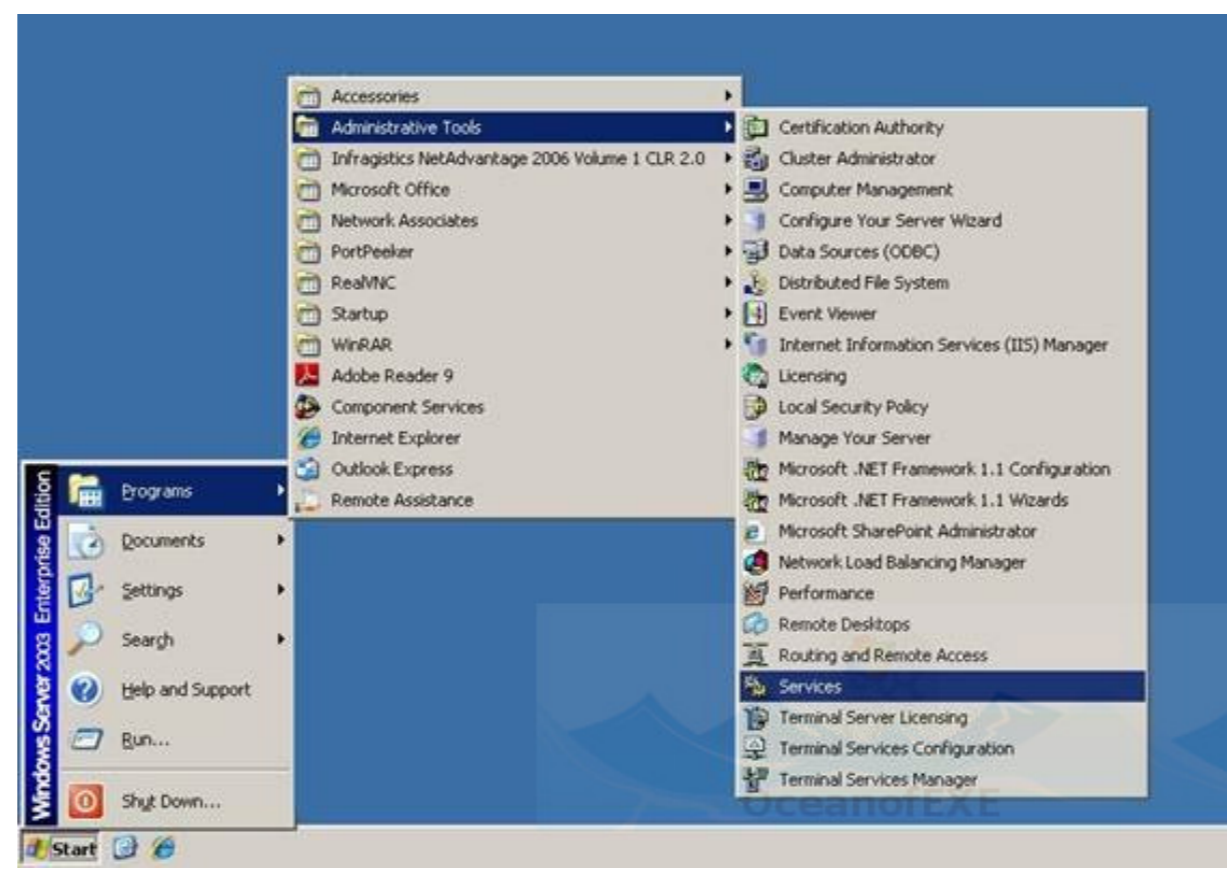 Accessories
Administrative Tools
Infragistics NetAdvantage 2006 Volume 1 CLR 2.0
Microsoft Office
Network Associates
PortPeeker
RealVNC
Startup
WinRAR
Adobe Reader 9
Component Services
Internet Explorer
Outlook Express
Remote Assistance
Certification Authority
Cluster Administrator
Computer Management
Configure Your Server Wizard
Data Sources (ODBC)
Distributed File System
Event Viewer
Internet Information Services (IIS) Manager
Licensing
Local Security Policy
Manage Your Server
Microsoft .NET Framework 1.1 Configuration
Microsoft .NET Framework 1.1 Wizards
Microsoft SharePoint Administrator
Network Load Balancing Manager
Performance
Remote Desktops
Routing and Remote Access
Services
Terminal Server Licensing
Terminal Services Configuration
Terminal Services Manager
OceanofEXE
Windows Server 2003 Enterprise Edition
Programs
Documents
Settings
Search
Help and Support
Run...
Shut Down...
Start